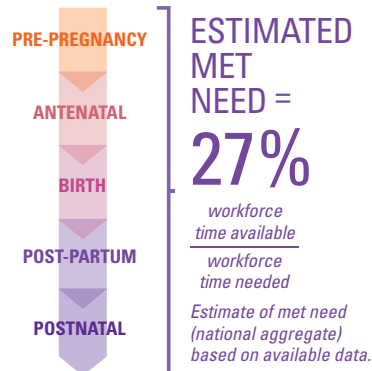 PRE-PREGNANCY
ANTENATAL
BIRTH
POST-PARTUM
POSTNATAL
ESTIMATED
MET
NEED =
27%
workforce
time available
workforce
time needed
Estimate of met need
(national aggregate)
based on available data.